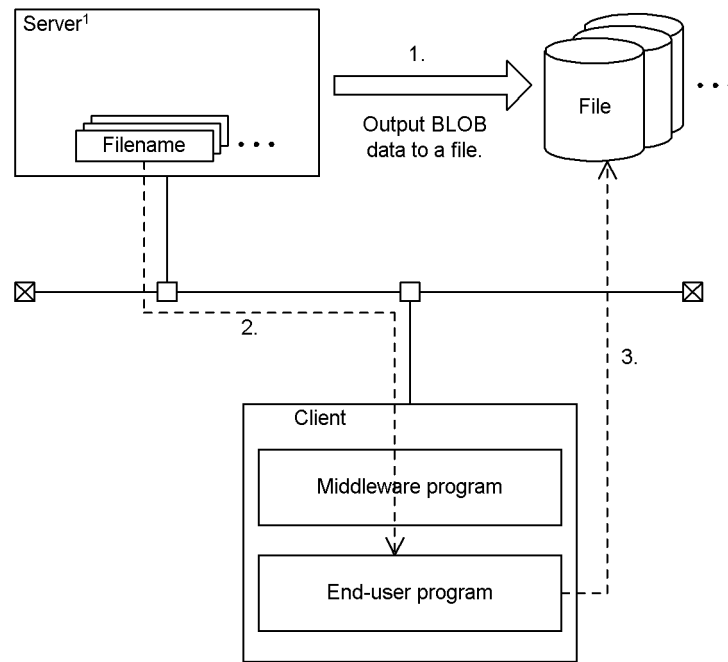 Server¹
1.
Output BLOB
data to a file.
File
• • •
Filename
• • •
2.
3.
Client
Middleware program
End-user program